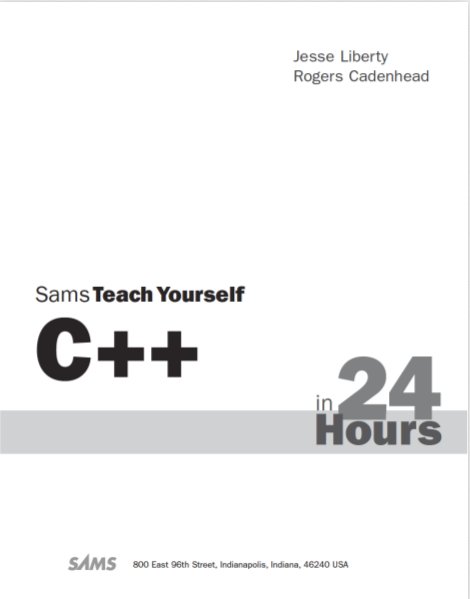 Jesse Liberty
Rogers Cadenhead
Sams Teach Yourself
C++
in 24
Hours
SAMS 800 East 96th Street, Indianapolis, Indiana, 46240 USA